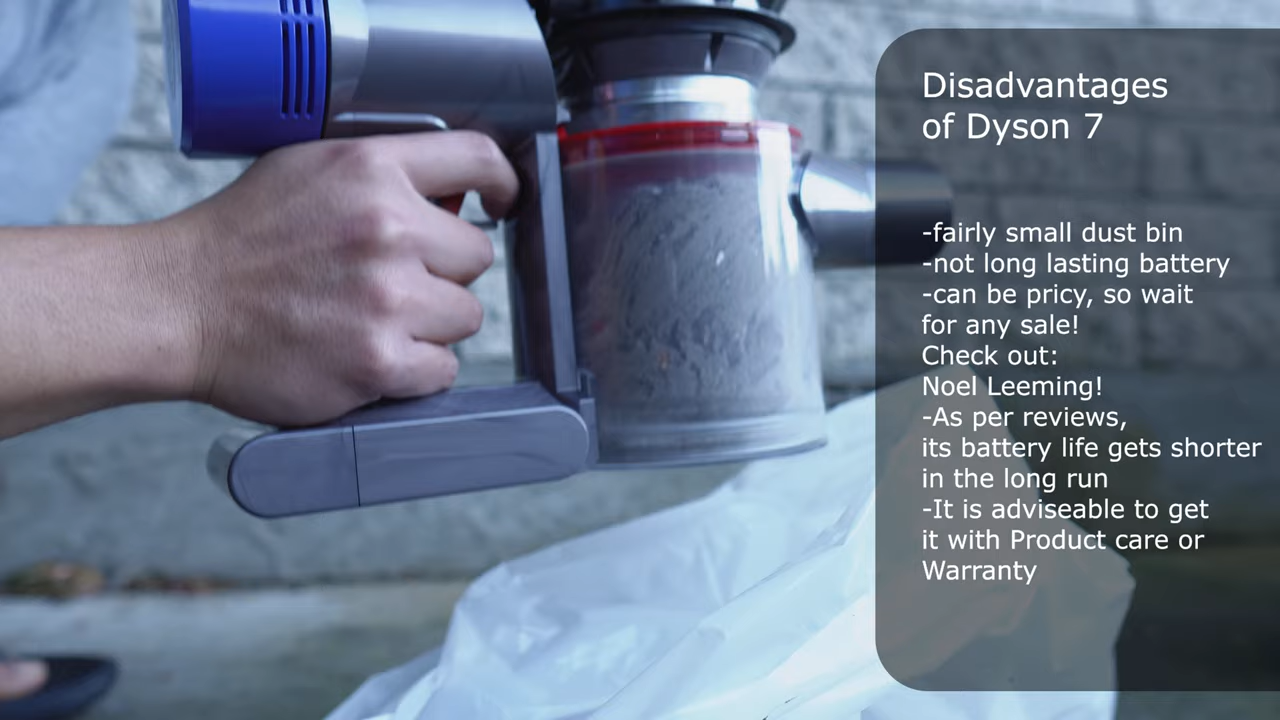 Disadvantages
of Dyson 7
-fairly small dust bin
-not long lasting battery
-can be pricy, so wait
for any sale!
Check out:
Noel Leeming!
-As per reviews,
its battery life gets shorter
in the long run
-It is adviseable to get
it with Product care or
Warranty